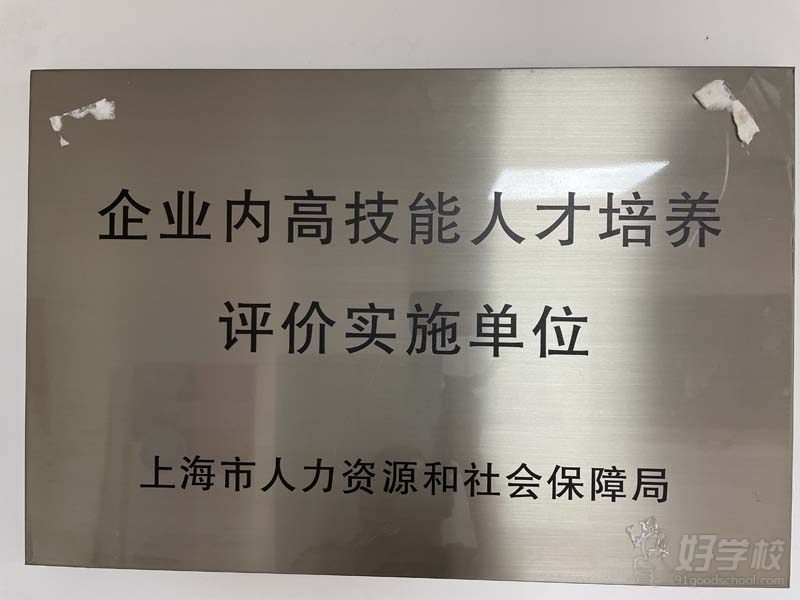 企业内高技能人才培养
评价实施单位
上海市人力资源和社会保障局
好学校
91goodschool.com